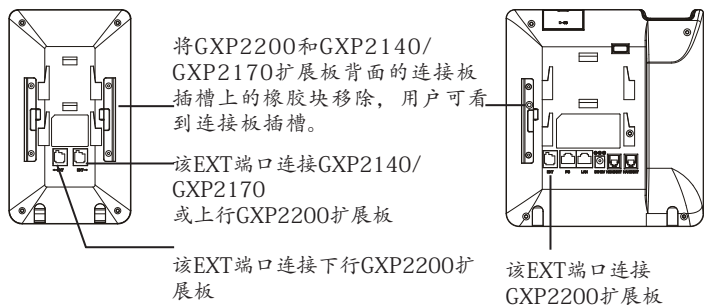 将GXP2200和GXP2140/
GXP2170扩展板背面的连接板
插槽上的橡胶块移除，用户可看
到连接板插槽。
该EXT端口连接GXP2140/
GXP2170
或上行GXP2200扩展板
该EXT端口连接下行GXP2200扩
展板
EXT PC LAN
该EXT端口连接
GXP2200扩展板